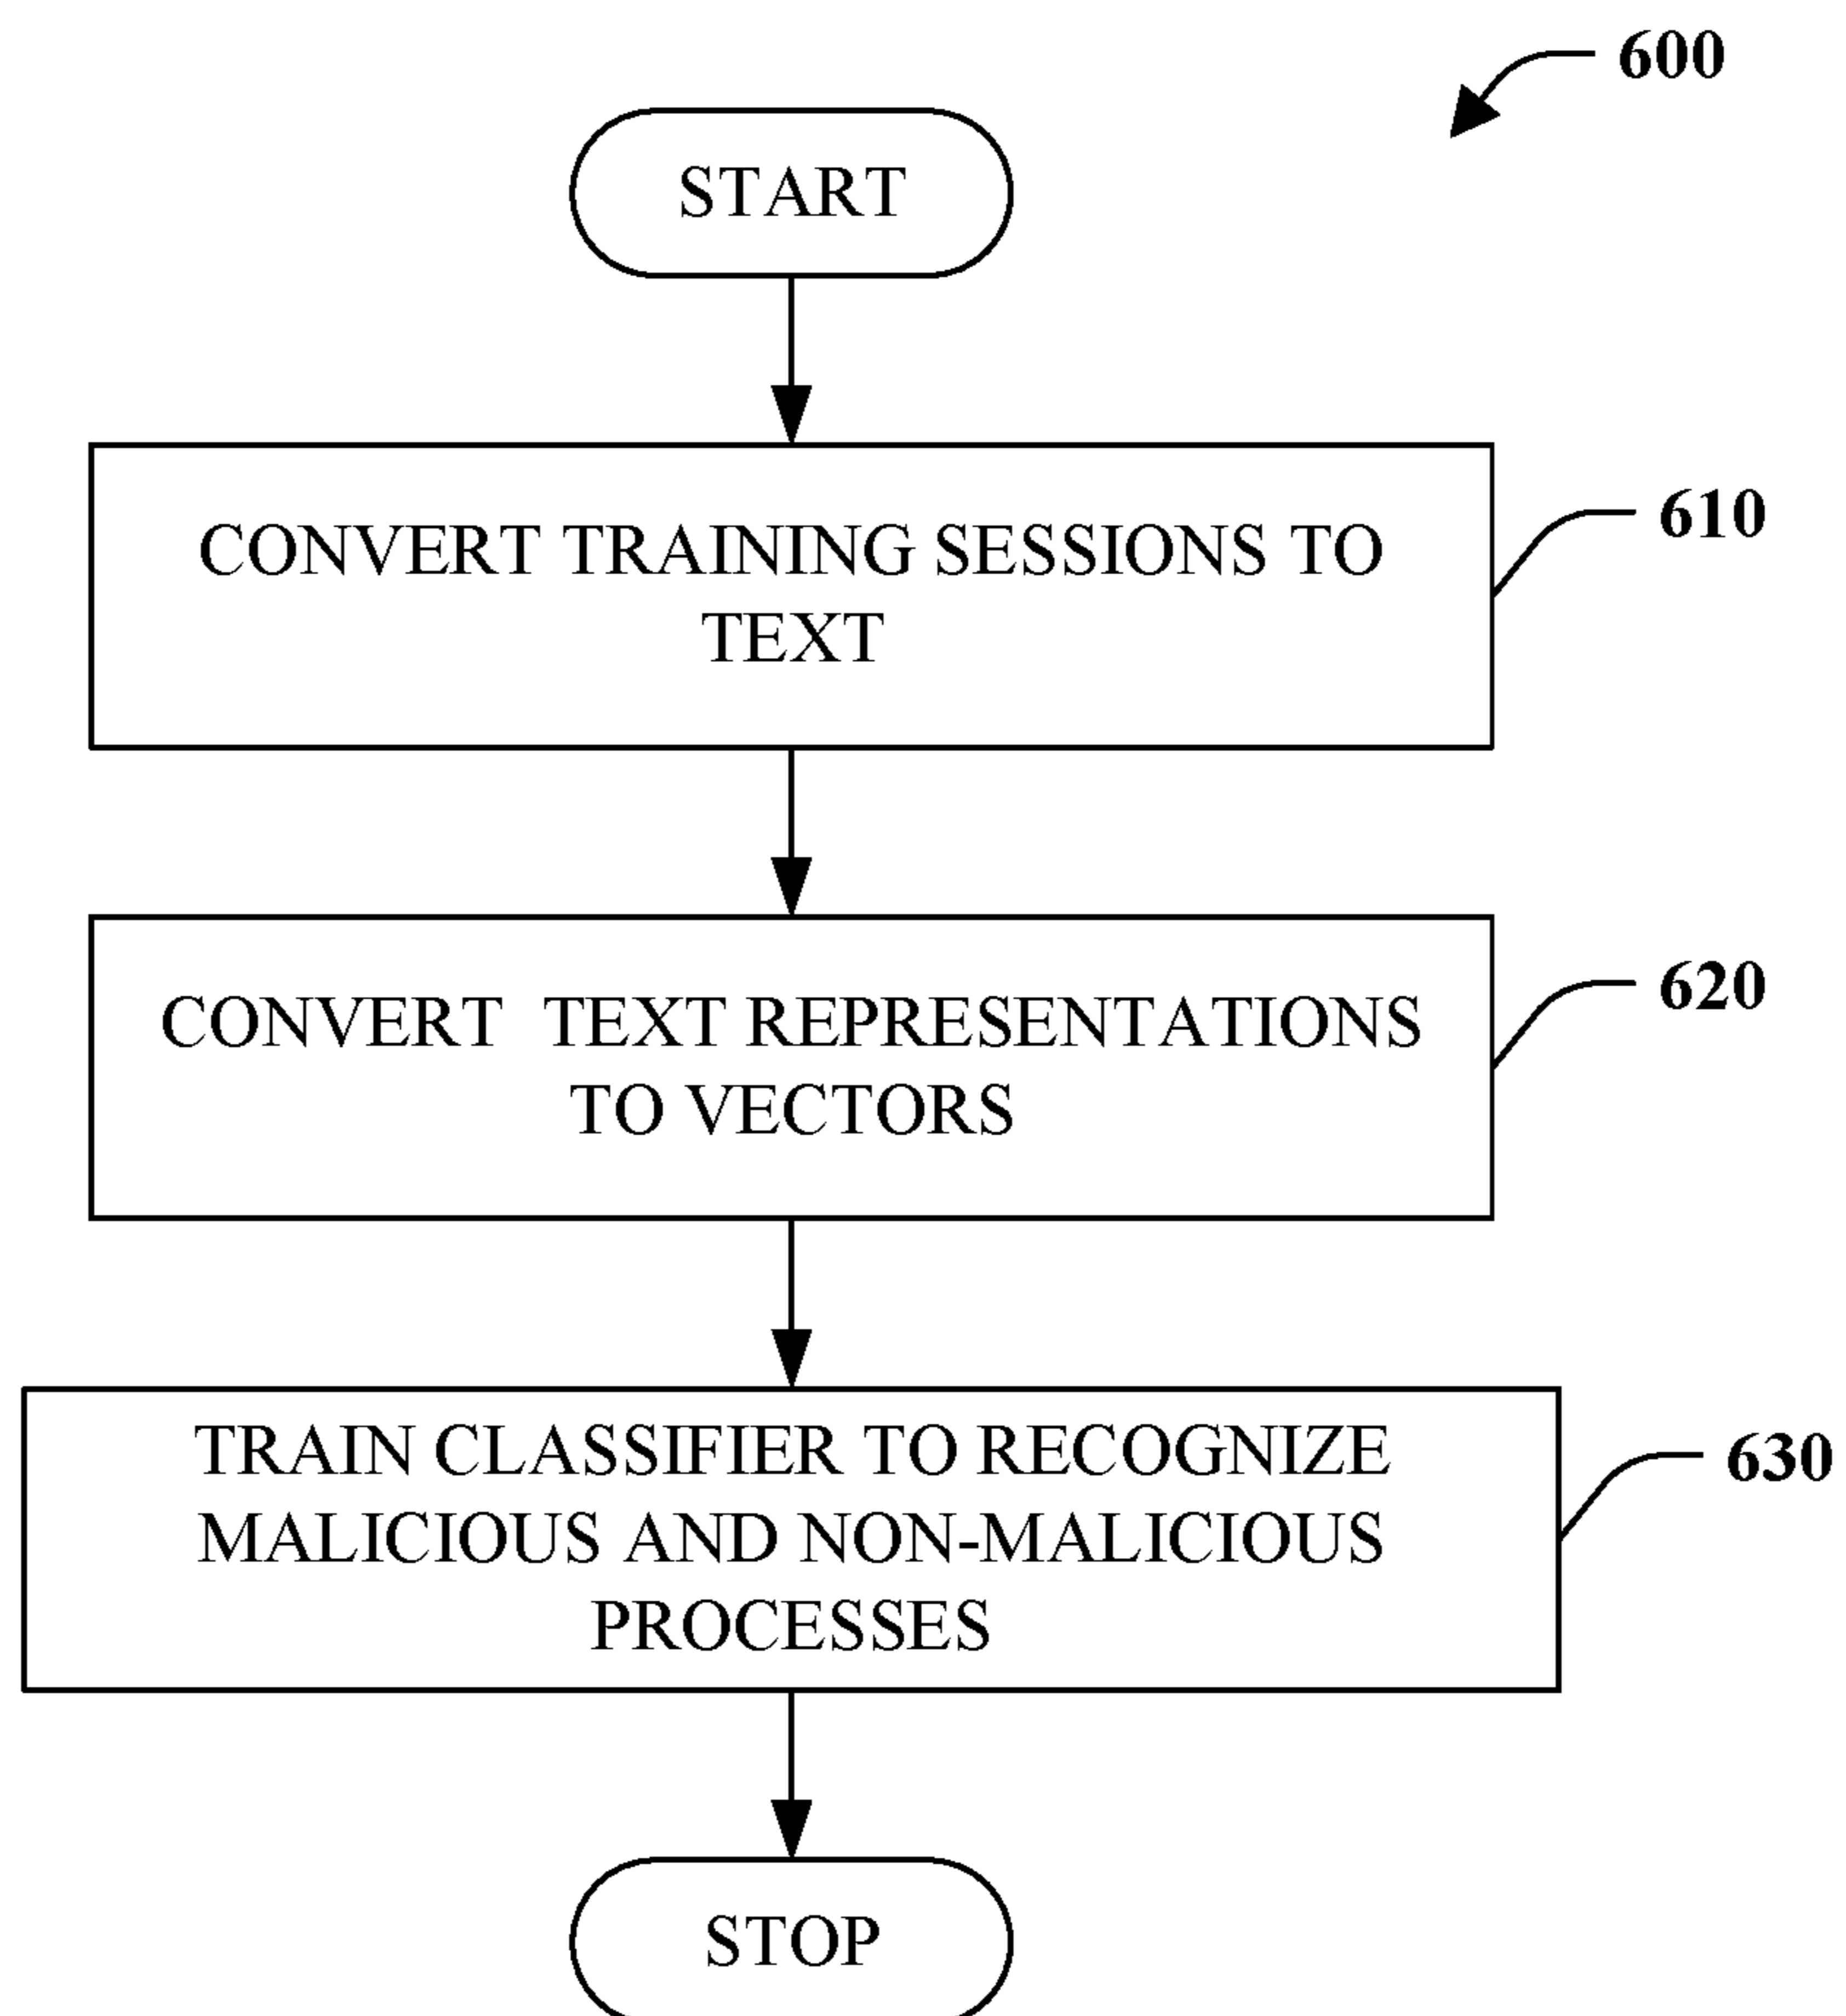 600
START
CONVERT TRAINING SESSIONS TO
TEXT
610
CONVERT TEXT REPRESENTATIONS
TO VECTORS
620
TRAIN CLASSIFIER TO RECOGNIZE
MALICIOUS AND NON-MALICIOUS
PROCESSES
630
STOP